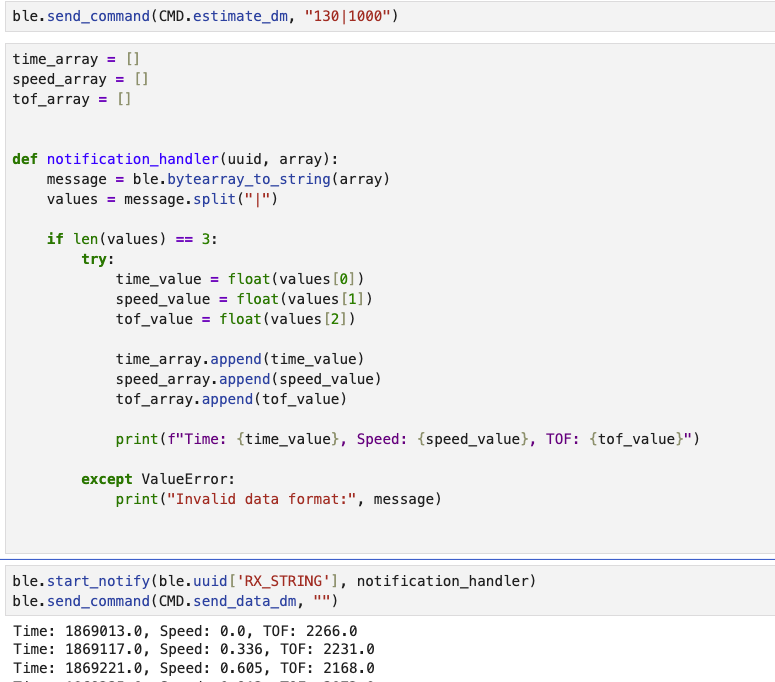 ble.send_command(CMD.estimate_dm, "130|1000")
time_array = []
speed_array = []
tof_array = []
def notification_handler(uuid, array):
    message = ble.bytearray_to_string(array)
    values = message.split("|")
    if len(values) == 3:
        try:
            time_value = float(values[0])
            speed_value = float(values[1])
            tof_value = float(values[2])
            time_array.append(time_value)
            speed_array.append(speed_value)
            tof_array.append(tof_value)
            print(f"Time: {time_value}, Speed: {speed_value}, TOF: {tof_value}")
        except ValueError:
            print("Invalid data format:", message)
ble.start_notify(ble.uuid['RX_STRING'], notification_handler)
ble.send_command(CMD.send_data_dm, "")
Time: 1869013.0, Speed: 0.0, TOF: 2266.0
Time: 1869117.0, Speed: 0.336, TOF: 2231.0
Time: 1869221.0, Speed: 0.605, TOF: 2168.0